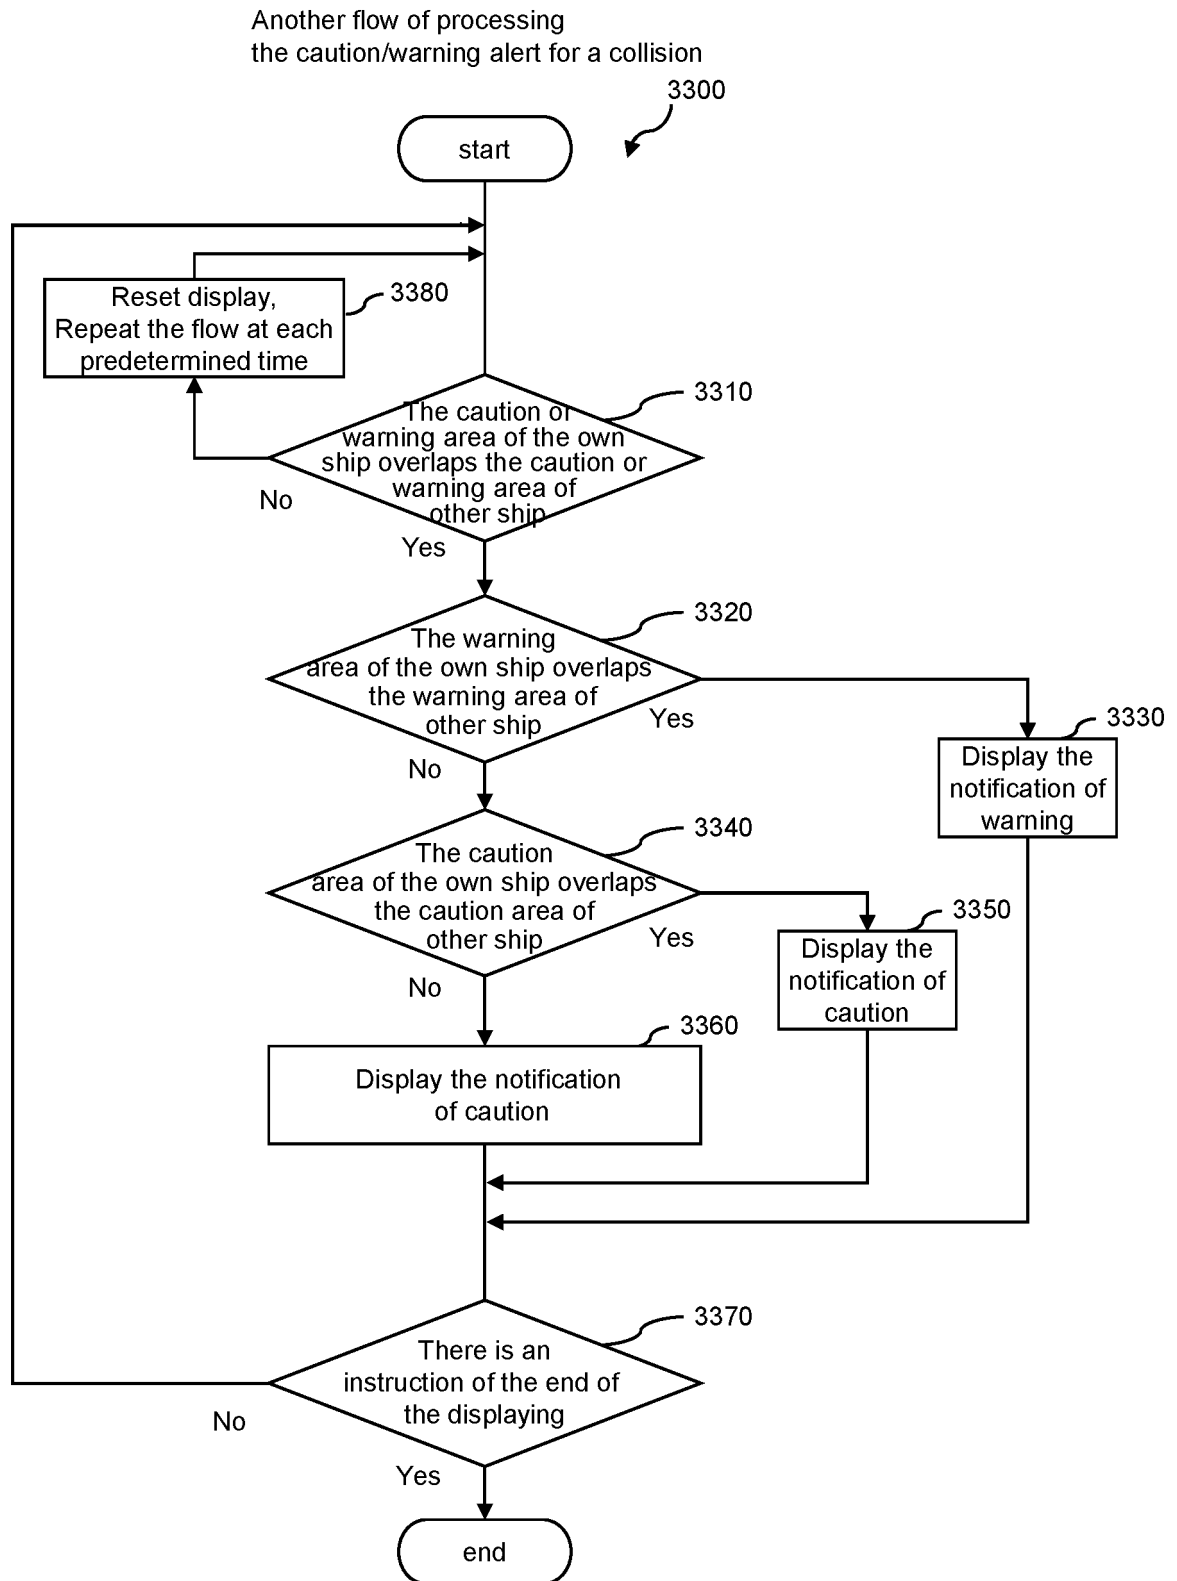 Another flow of processing
the caution/warning alert for a collision
3300
start
Reset display,
Repeat the flow at each
predetermined time
3380
3310
The caution or
warning area of the own
ship overlaps the caution or
warning area of
other ship
No
Yes
3320
The warning
area of the own ship overlaps
the warning area of
other ship
Yes
No
3330
Display the
notification of
warning
3340
The caution
area of the own ship overlaps
the caution area of
other ship
Yes
No
3350
Display the
notification of
caution
3360
Display the notification
of caution
3370
There is an
instruction of the end of
the displaying
No
Yes
end